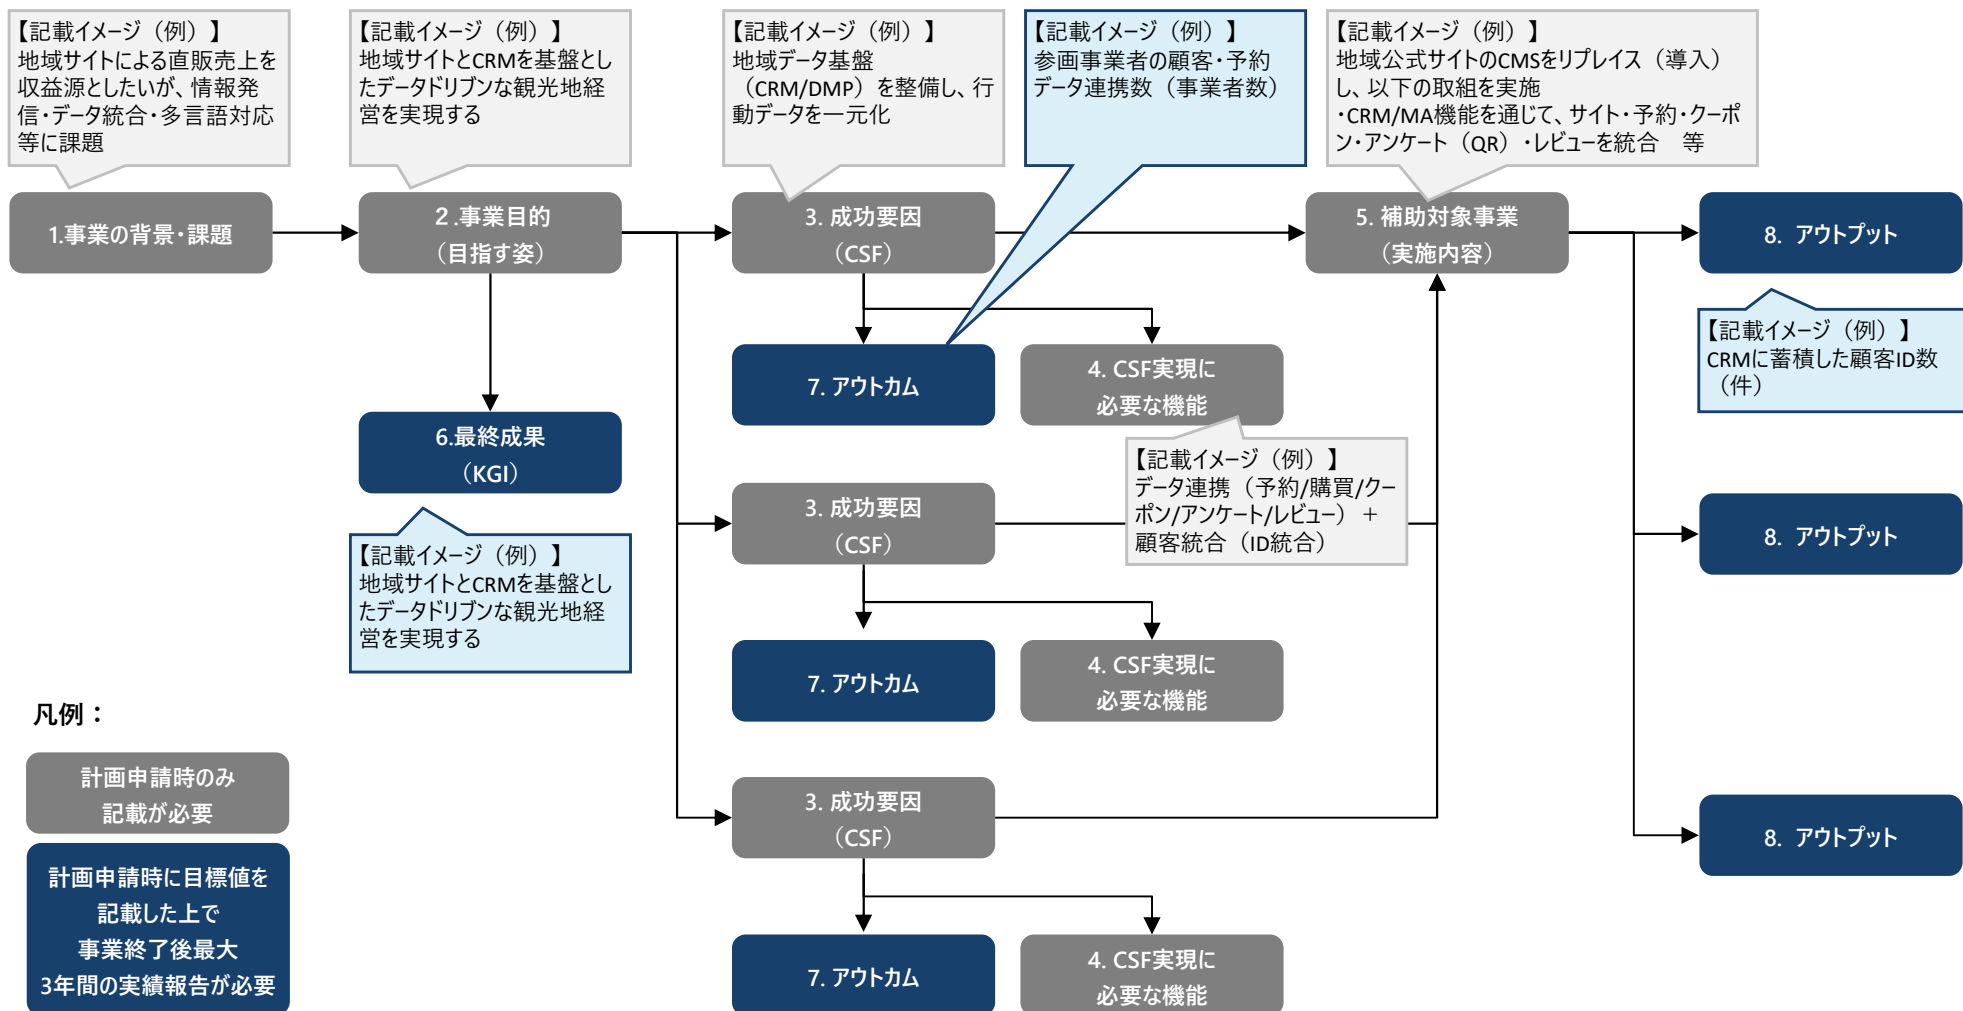 【記載イメージ（例）】
地域サイトによる直販売上を
収益源としたいが、情報発
信・データ統合・多言語対応
等に課題
【記載イメージ（例）】
地域サイトとCRMを基盤とし
たデータドリブンな観光地経
営を実現する
【記載イメージ（例）】
地域データ基盤
（CRM/DMP）を整備し、行
動データを一元化
【記載イメージ（例）】
参画事業者の顧客・予約
データ連携数（事業者数）
【記載イメージ（例）】
地域公式サイトのCMSをリプレイス（導入）
し、以下の取組を実施
・CRM/MA機能を通じて、サイト・予約・クーポ
ン・アンケート（QR）・レビューを統合　等
1.事業の背景・課題
２.事業目的
（目指す姿）
3. 成功要因
（CSF）
5. 補助対象事業
（実施内容）
8. アウトプット
【記載イメージ（例）】
CRMに蓄積した顧客ID数
（件）
7. アウトカム
4. CSF実現に
必要な機能
6.最終成果
（KGI）
【記載イメージ（例）】
データ連携（予約/購買/クー
ポン/アンケート/レビュー）＋
顧客統合（ID統合）
3. 成功要因
（CSF）
8. アウトプット
【記載イメージ（例）】
地域サイトとCRMを基盤とし
たデータドリブンな観光地経
営を実現する
7. アウトカム
4. CSF実現に
必要な機能
凡例：
計画申請時のみ
記載が必要
3. 成功要因
（CSF）
8. アウトプット
計画申請時に目標値を
記載した上で
事業終了後最大
3年間の実績報告が必要
7. アウトカム
4. CSF実現に
必要な機能